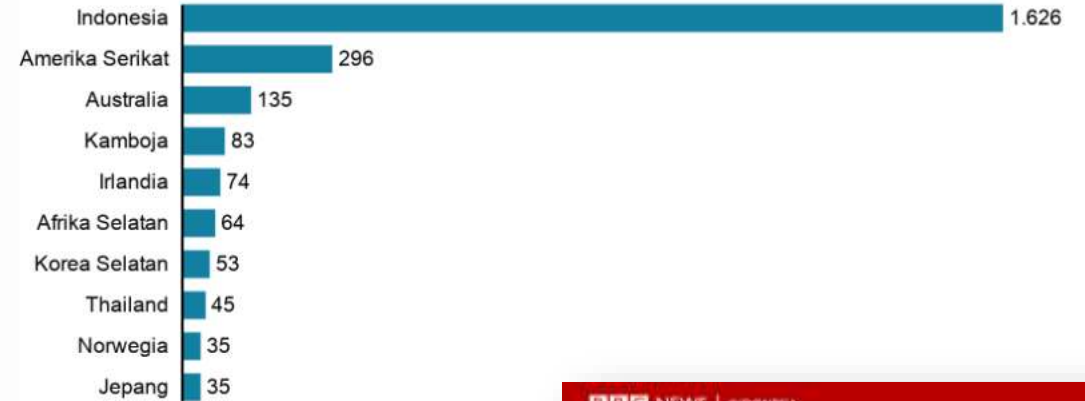 Indonesia 1.626
Amerika Serikat 296
Australia 135
Kamboja 83
Irlandia 74
Afrika Selatan 64
Korea Selatan 53
Thailand 45
Norwegia 35
Jepang 35
NEWS